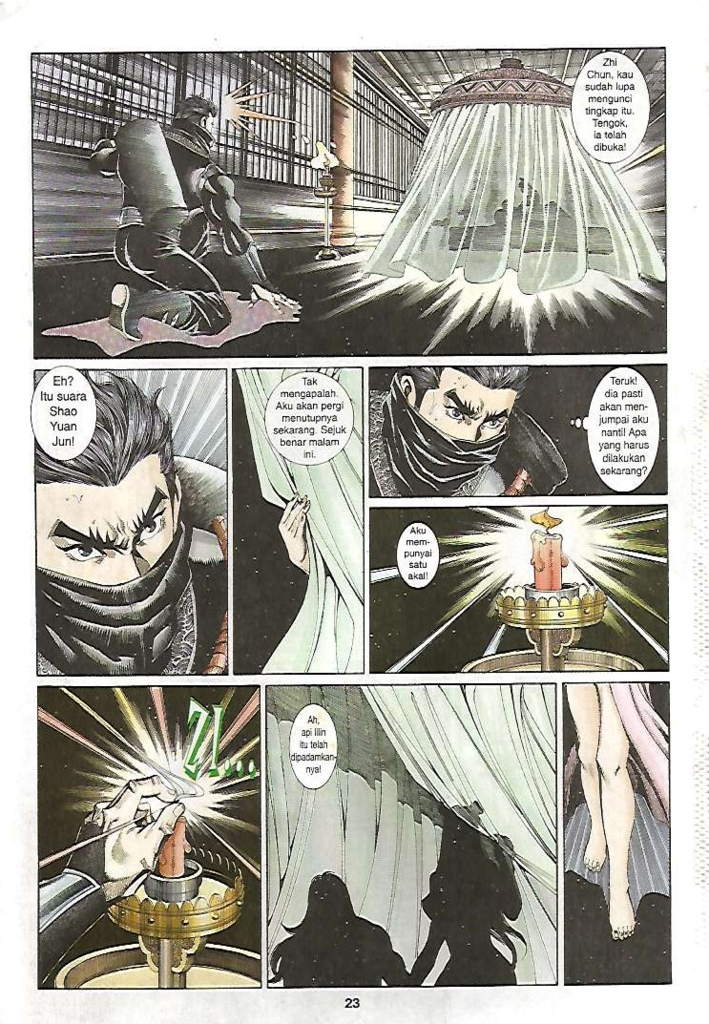 Zhi
Chun, kau
sudah lupa
mengunci
tingkap itu.
Tengok,
ia telah
dibuka!
Eh?
Itu suara
Shao
Yuan
Jun!
Tak
mengapalah.
Aku akan pergi
menutupnya
sekarang. Sejuk
benar malam
ini.
Teruk!
dia pasti
akan men-
jumpai aku
nanti! Apa
yang harus
dilakukan
sekarang?
Aku
mem-
punyai
satu
akal!
Z!...
Ah,
api lilin
itu telah
dipadamkan-
nya!
23